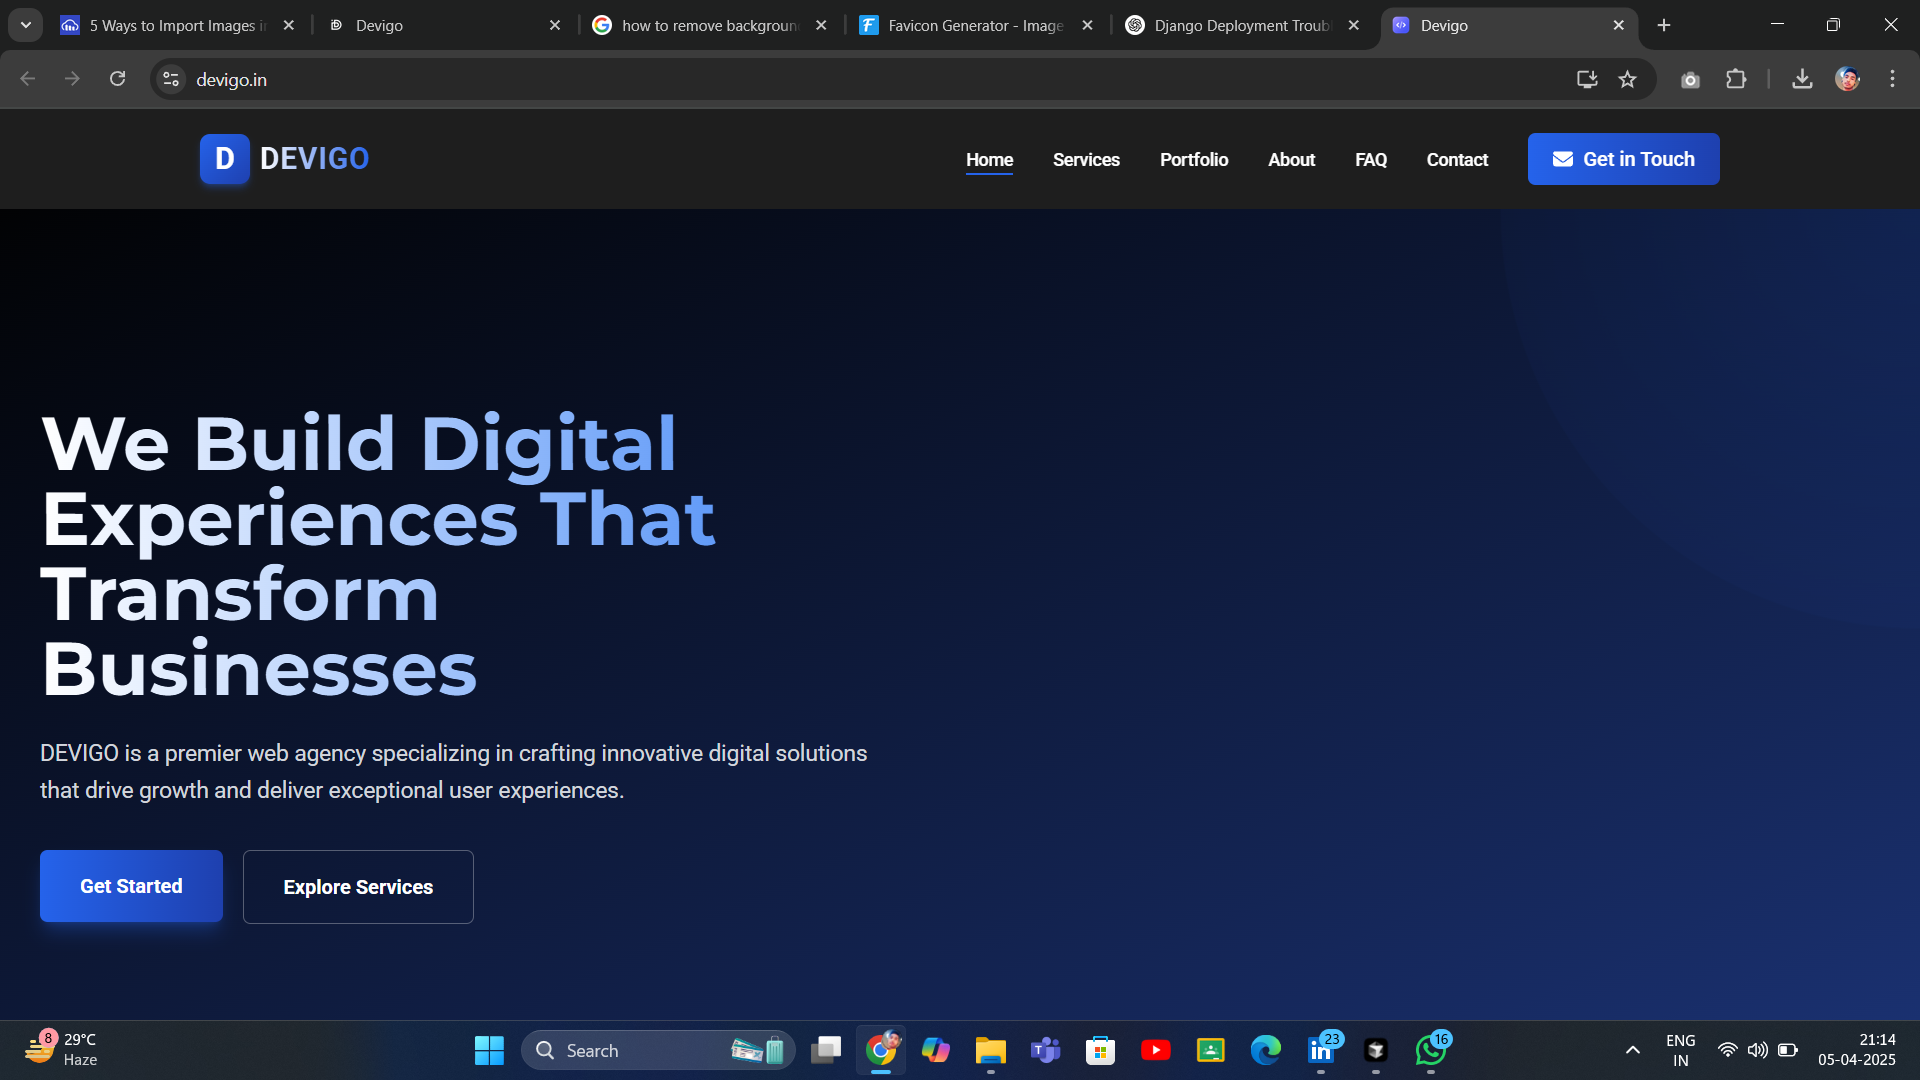 5 Ways to Import Images i
Devigo
how to remove backgroun
Favicon Generator - Image
Django Deployment Troub
Devigo
devigo.in
D DEVIGO
Home Services Portfolio About FAQ Contact Get in Touch
We Build Digital
Experiences That
Transform
Businesses
DEVIGO is a premier web agency specializing in crafting innovative digital solutions
that drive growth and deliver exceptional user experiences.
Get Started Explore Services
8
29°C
Haze
Search
23
16
ENG
IN
21:14
05-04-2025